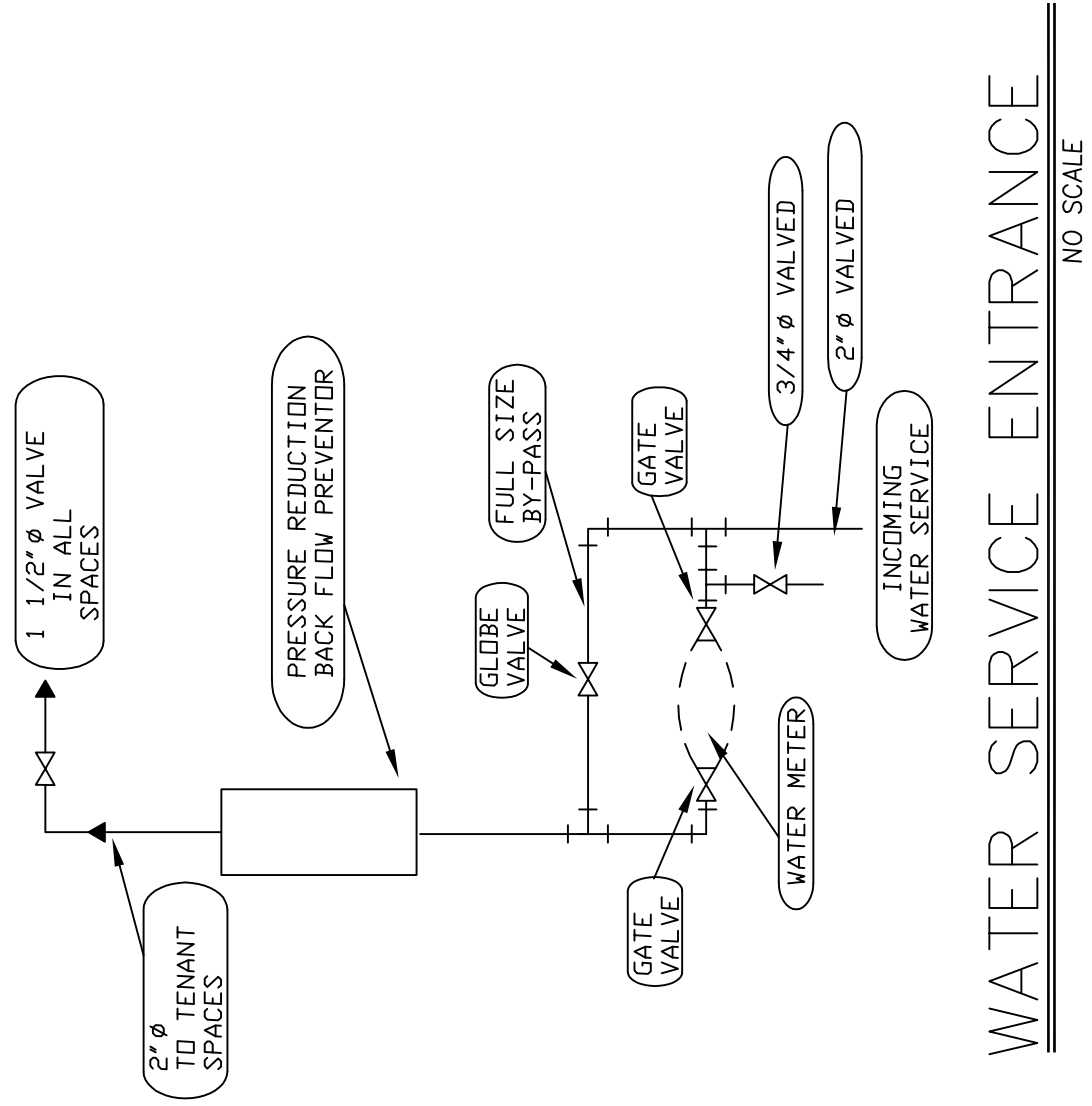 1 1/2"ø VALVE
IN ALL
SPACES
2"ø
TO TENANT
SPACES
PRESSURE REDUCTION
BACK FLOW PREVENTOR
GLOBE
VALVE
FULL SIZE
BY-PASS
GATE
VALVE
GATE
VALVE
WATER METER
3/4"ø VALVED
2"ø VALVED
INCOMING
WATER SERVICE
WATER SERVICE ENTRANCE
NO SCALE